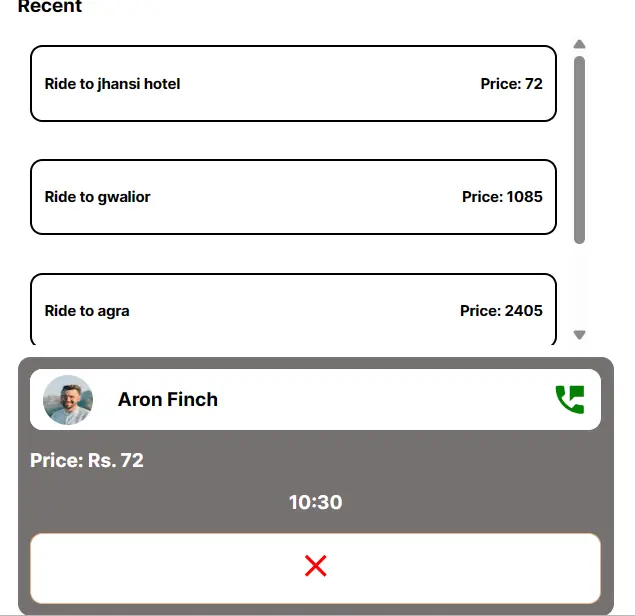 Recent
Ride to jhansi hotel Price: 72
Ride to gwalior Price: 1085
Ride to agra Price: 2405
Aron Finch
Price: Rs. 72
10:30